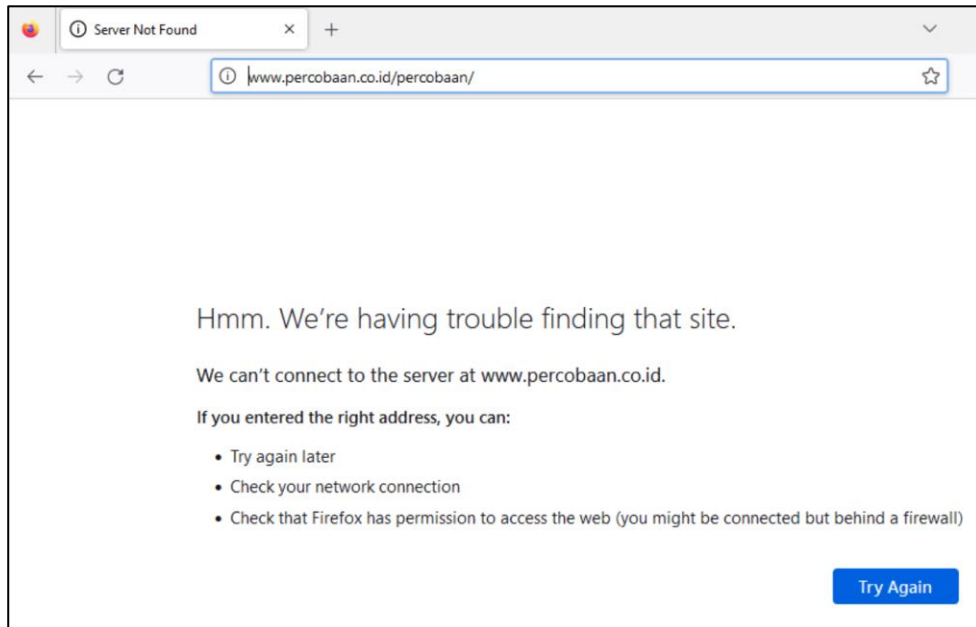 Server Not Found
www.percobaan.co.id/percobaan/
Hmm. We're having trouble finding that site.
We can't connect to the server at www.percobaan.co.id.
If you entered the right address, you can:
• Try again later
• Check your network connection
• Check that Firefox has permission to access the web (you might be connected but behind a firewall)
Try Again